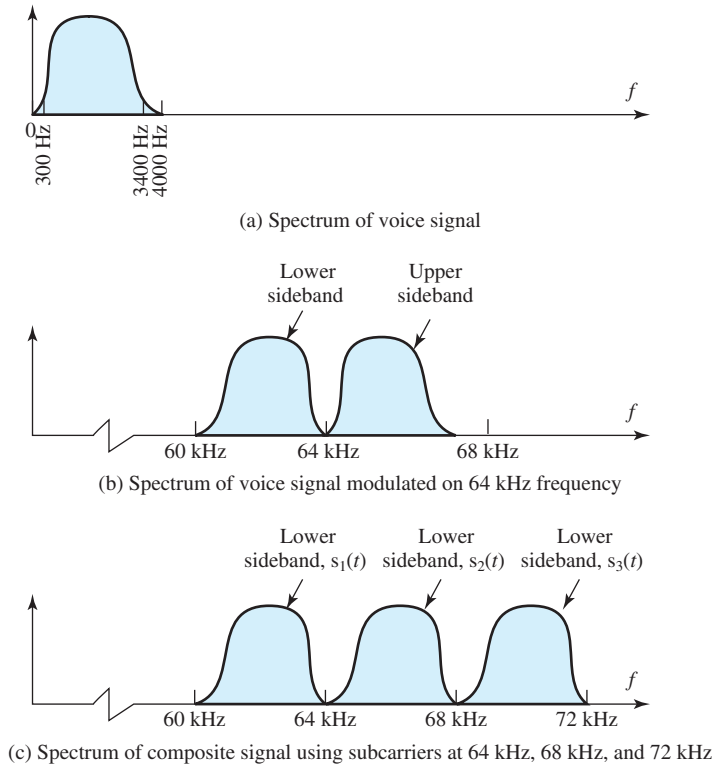 f
0
300 Hz
3400 Hz
4000 Hz
(a) Spectrum of voice signal
Lower
sideband
Upper
sideband
f
60 kHz 64 kHz 68 kHz
(b) Spectrum of voice signal modulated on 64 kHz frequency
Lower
sideband, s₁(t)
Lower
sideband, s₂(t)
Lower
sideband, s₃(t)
f
60 kHz 64 kHz 68 kHz 72 kHz
(c) Spectrum of composite signal using subcarriers at 64 kHz, 68 kHz, and 72 kHz